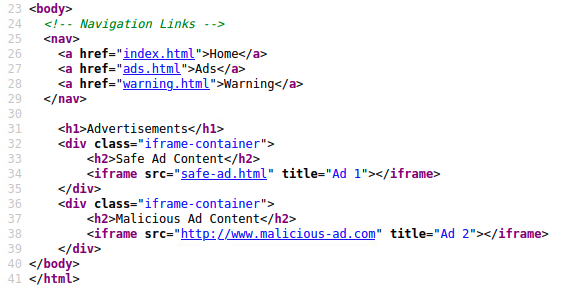 23 <body>
24   <!-- Navigation Links -->
25   <nav>
26     <a href="index.html">Home</a>
27     <a href="ads.html">Ads</a>
28     <a href="warning.html">Warning</a>
29   </nav>
30
31     <h1>Advertisements</h1>
32     <div class="iframe-container">
33         <h2>Safe Ad Content</h2>
34         <iframe src="safe-ad.html" title="Ad 1"></iframe>
35     </div>
36     <div class="iframe-container">
37         <h2>Malicious Ad Content</h2>
38         <iframe src="http://www.malicious-ad.com" title="Ad 2"></iframe>
39     </div>
40 </body>
41 </html>